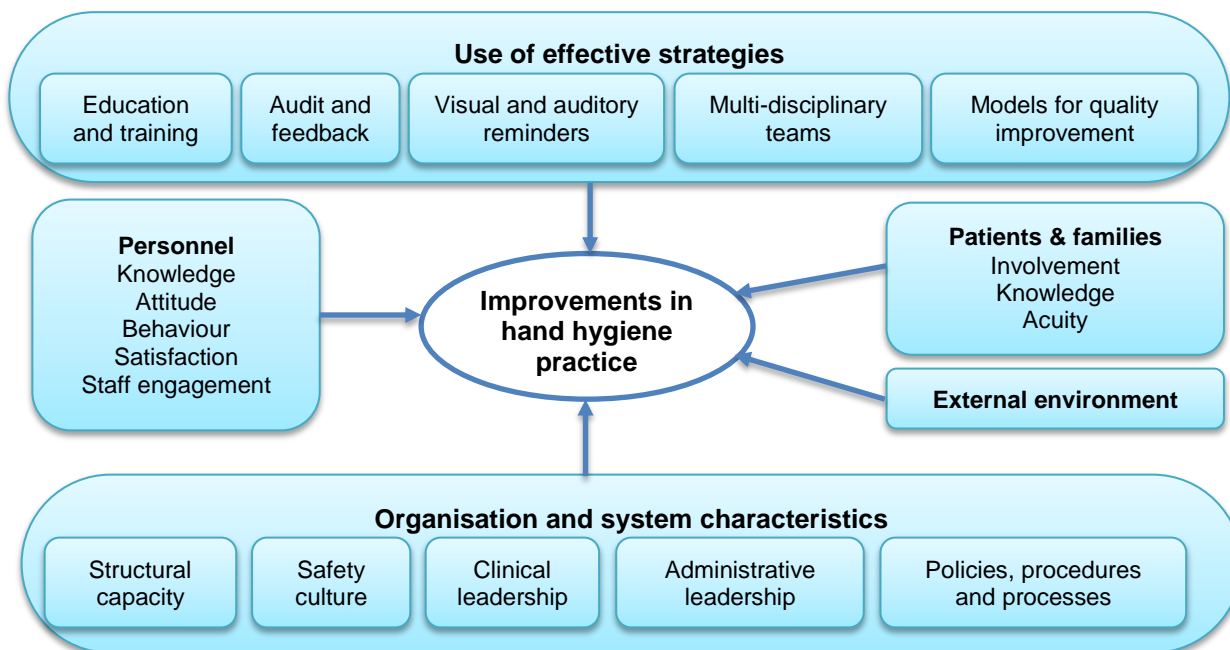 Use of effective strategies
Education
and training
Audit and
feedback
Visual and auditory
reminders
Multi-disciplinary
teams
Models for quality
improvement
Personnel
Knowledge
Attitude
Behaviour
Satisfaction
Staff engagement
Improvements in
hand hygiene
practice
Patients & families
Involvement
Knowledge
Acuity
External environment
Organisation and system characteristics
Structural
capacity
Safety
culture
Clinical
leadership
Administrative
leadership
Policies, procedures
and processes